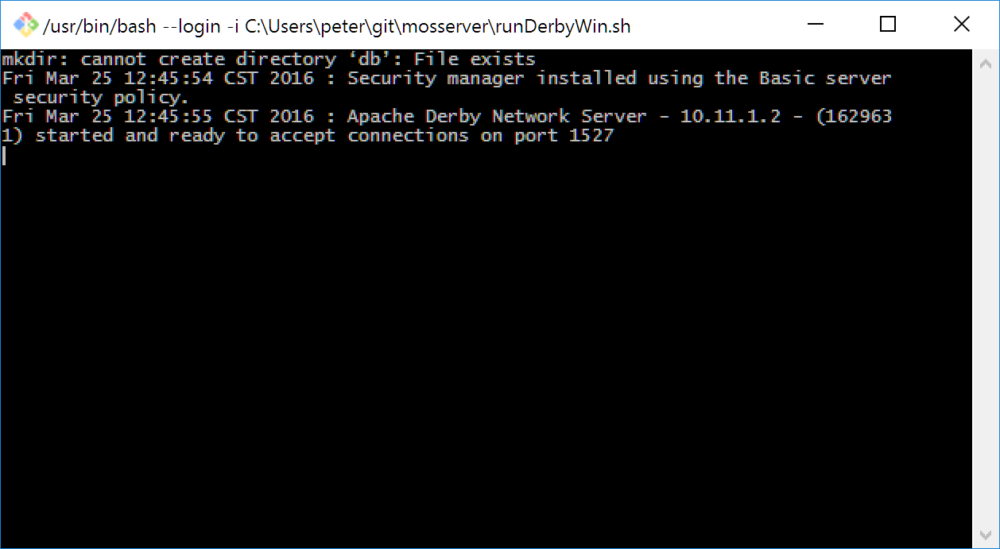 /usr/bin/bash --login -i C:\Users\peter\git\mosserver\runDerbyWin.sh
mkdir: cannot create directory ‘db’: File exists
Fri Mar 25 12:45:54 CST 2016 : Security manager installed using the Basic server
 security policy.
Fri Mar 25 12:45:55 CST 2016 : Apache Derby Network Server - 10.11.1.2 - (162963
1) started and ready to accept connections on port 1527